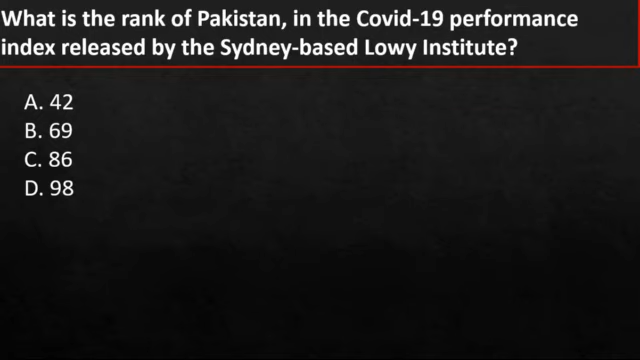 What is the rank of Pakistan, in the Covid-19 performance
index released by the Sydney-based Lowy Institute?
A. 42
B. 69
C. 86
D. 98